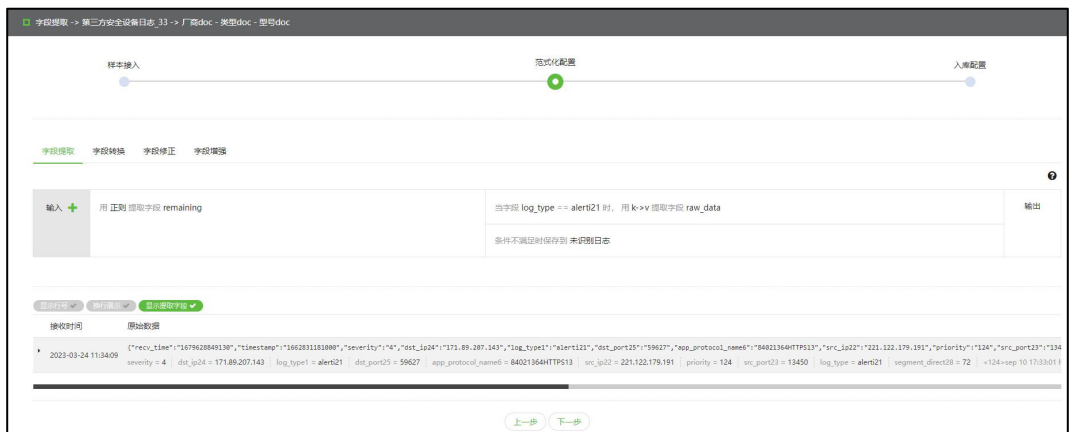 字段提取 -> 第三方安全设备日志_33 -> 厂商doc - 类型doc - 型号doc
样本接入 范式化配置 入库配置
字段提取 字段转换 字段修正 字段增强
输入 用 正则 提取字段 remaining 当字段 log_type == alerti21 时， 用 k->v 提取字段 raw_data 输出
条件不满足时保存到 未识别日志
显示行号 换行展示 显示提取字段
接收时间 原始数据
2023-03-24 11:34:09 {"recv_time":"1679628849130","timestamp":"1662831181000","severity":"4","dst_ip24":"171.89.207.143","log_type1":"alerti21","dst_port25":"59627","app_protocol_name6":"84021364HTTPS13","src_ip22":"221.122.179.191","priority":"124","src_port23":"134
severity = 4 dst_ip24 = 171.89.207.143 log_type1 = alerti21 dst_port25 = 59627 app_protocol_name6 = 84021364HTTPS13 src_ip22 = 221.122.179.191 priority = 124 src_port23 = 13450 log_type = alerti21 segment_direct28 = 72 <124>sep 10 17:33:01
上一步 下一步